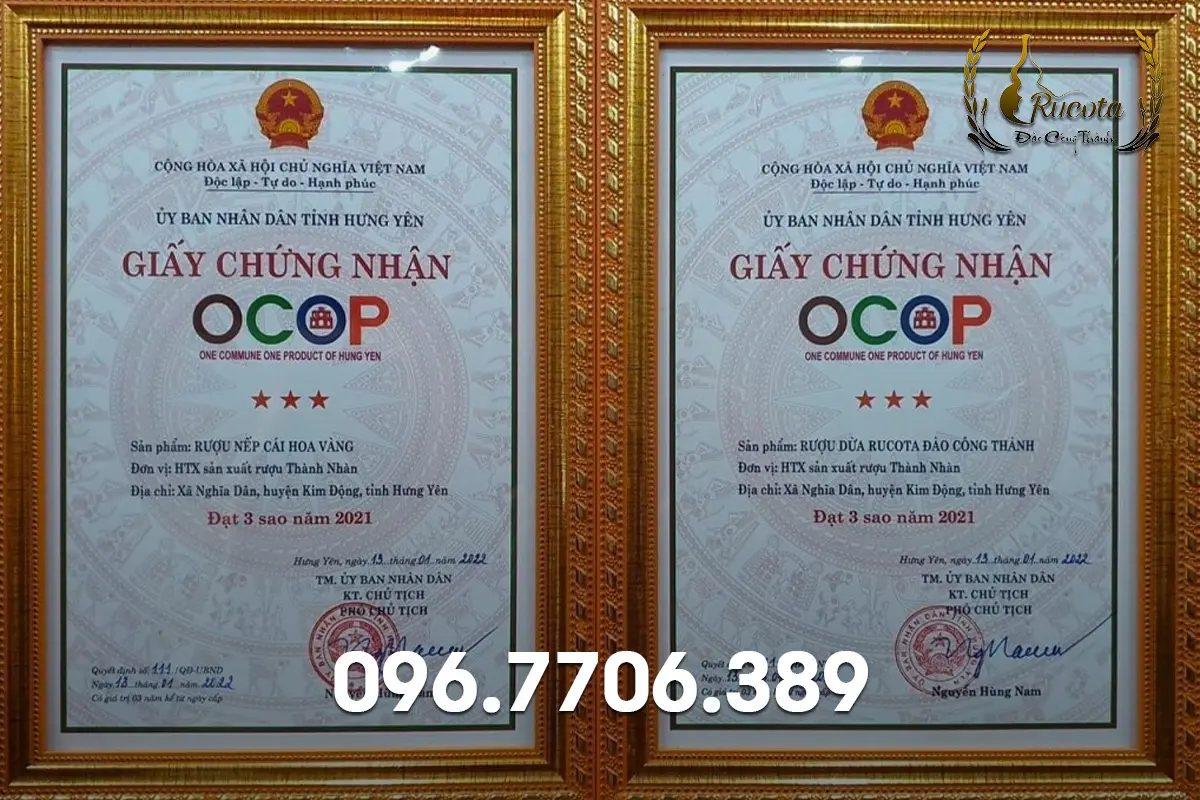 CỘNG HÒA XÃ HỘI CHỦ NGHĨA VIỆT NAM
Độc lập - Tự do - Hạnh phúc
ỦY BAN NHÂN DÂN TỈNH HƯNG YÊN
GIẤY CHỨNG NHẬN
OCOP
ONE COMMUNE ONE PRODUCT OF HUNG YEN
Sản phẩm: RƯỢU NẾP CÁI HOA VÀNG
Đơn vị: HTX sản xuất rượu Thành Nhàn
Địa chỉ: Xã Nghĩa Dân, huyện Kim Động, tỉnh Hưng Yên
Đạt 3 sao năm 2021
Hưng Yên, ngày 13 tháng 01 năm 2022
TM. ỦY BAN NHÂN DÂN
KT. CHỦ TỊCH
PHÓ CHỦ TỊCH
Quyết định số: 111 /QĐ-UBND
Ngày 13 tháng 01 năm 2022
Có giá trị 03 năm kể từ ngày cấp
Rucota
Đào Công Thành
CỘNG HÒA XÃ HỘI CHỦ NGHĨA VIỆT NAM
Độc lập - Tự do - Hạnh phúc
ỦY BAN NHÂN DÂN TỈNH HƯNG YÊN
GIẤY CHỨNG NHẬN
OCOP
ONE COMMUNE ONE PRODUCT OF HUNG YEN
Sản phẩm: RƯỢU DỪA RUCOTA ĐÀO CÔNG THÀNH
Đơn vị: HTX sản xuất rượu Thành Nhàn
Địa chỉ: Xã Nghĩa Dân, huyện Kim Động, tỉnh Hưng Yên
Đạt 3 sao năm 2021
Hưng Yên, ngày 13 tháng 01 năm 2022
TM. ỦY BAN NHÂN DÂN
KT. CHỦ TỊCH
PHÓ CHỦ TỊCH
Nguyễn Hùng Nam
096.7706.389